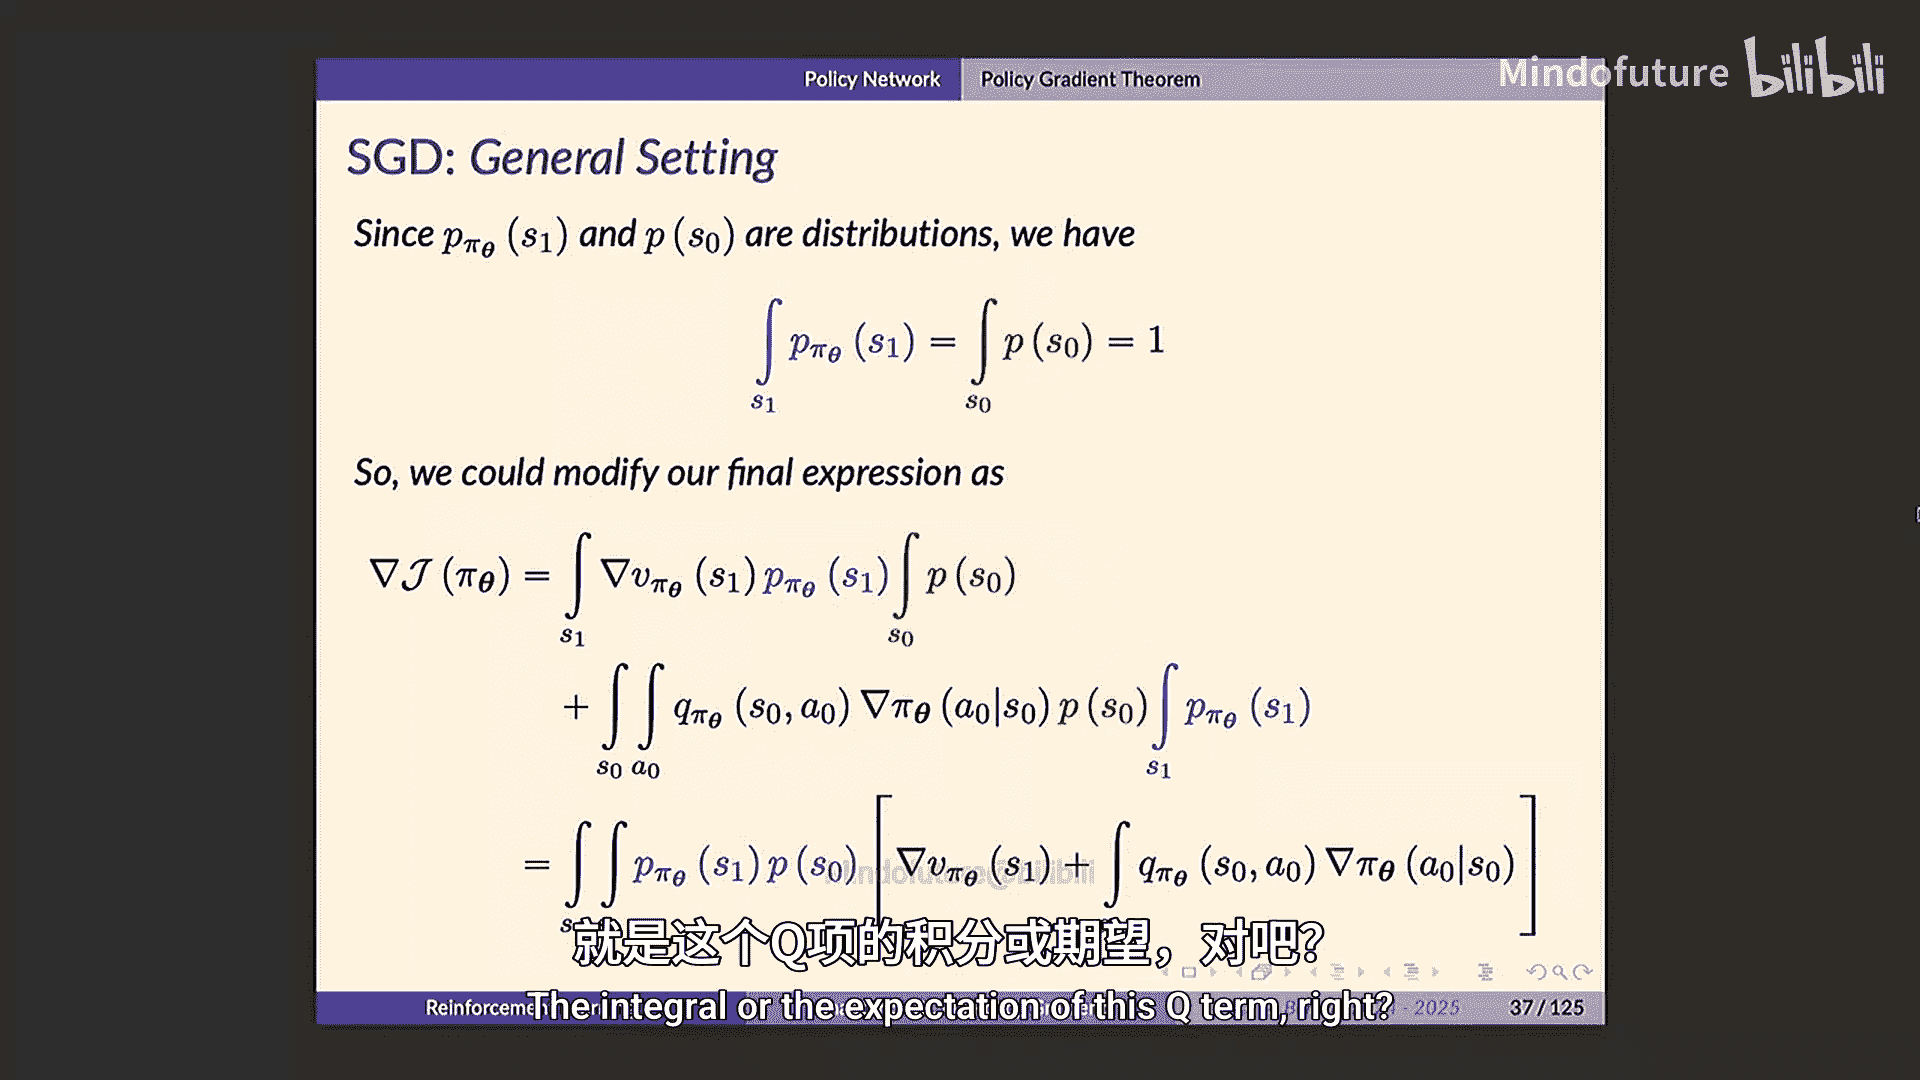 Policy Network Policy Gradient Theorem
Mindofuture bilibili
SGD: General Setting
Since p_{π_θ}(s_1) and p(s_0) are distributions, we have
∫_{s_1} p_{π_θ}(s_1) = ∫_{s_0} p(s_0) = 1
So, we could modify our final expression as
∇𝒥(π_θ) = ∫_{s_1} ∇v_{π_θ}(s_1) p_{π_θ}(s_1) ∫_{s_0} p(s_0)
+ ∫_{s_0} ∫_{a_0} q_{π_θ}(s_0, a_0) ∇π_θ(a_0|s_0) p(s_0) ∫_{s_1} p_{π_θ}(s_1)
= ∫ ∫ p_{π_θ}(s_1) p(s_0) [ ∇v_{π_θ}(s_1) + ∫ q_{π_θ}(s_0, a_0) ∇π_θ(a_0|s_0) ]
Mindofuture@bilibili
就是这个Q项的积分或期望，对吧？
The integral or the expectation of this Q term, right?
- 2025 37 / 125